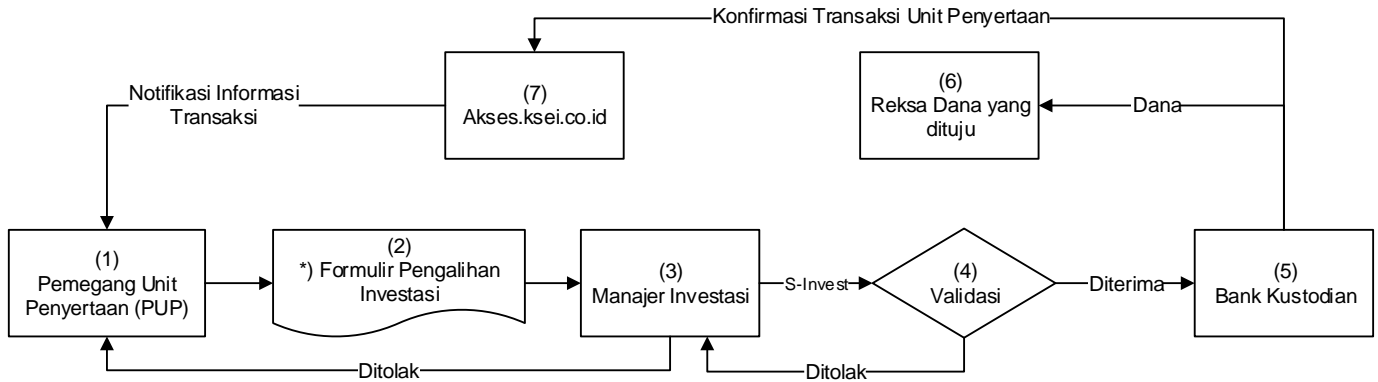 Konfirmasi Transaksi Unit Penyertaan
(7)
Akses.ksei.co.id
(6)
Reksa Dana yang
dituju
Notifikasi Informasi
Transaksi
Dana
(1)
Pemegang Unit
Penyertaan (PUP)
(2)
*) Formulir Pengalihan
Investasi
(3)
Manajer Investasi
S-Invest
(4)
Validasi
Diterima
(5)
Bank Kustodian
Ditolak
Ditolak